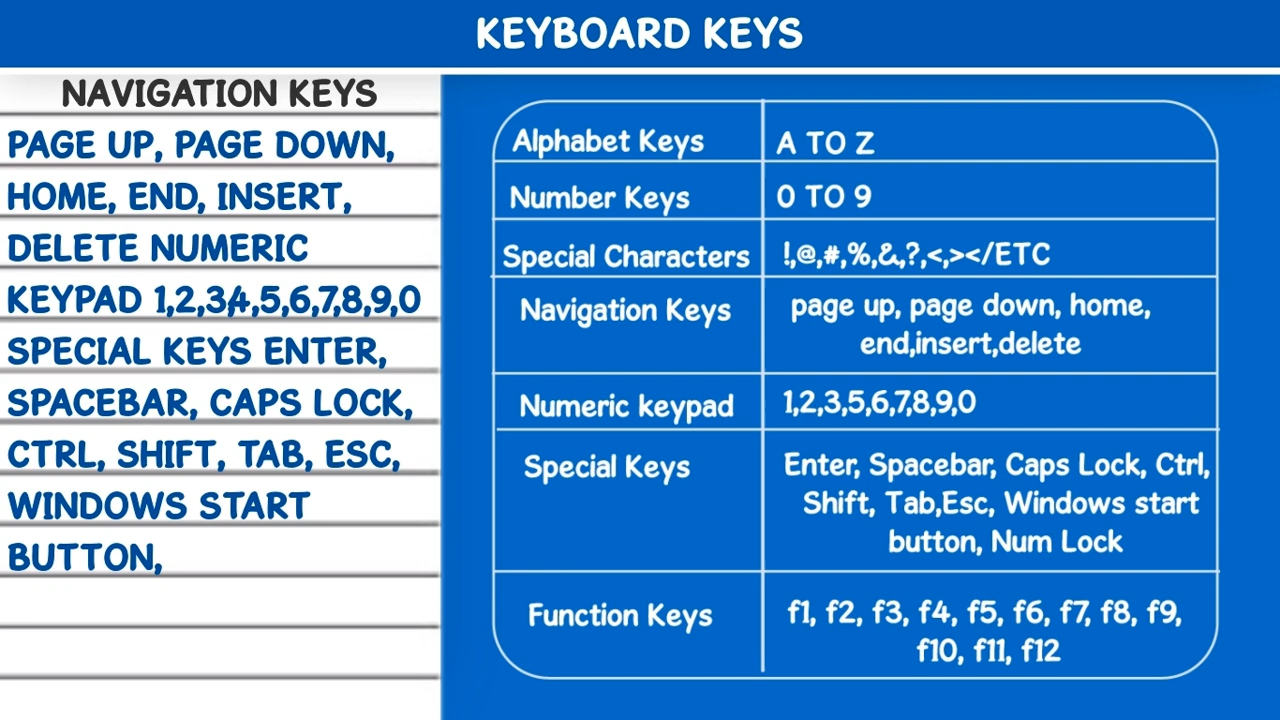 KEYBOARD KEYS
NAVIGATION KEYS
PAGE UP, PAGE DOWN,
HOME, END, INSERT,
DELETE NUMERIC
KEYPAD 1,2,3,4,5,6,7,8,9,0
SPECIAL KEYS ENTER,
SPACEBAR, CAPS LOCK,
CTRL, SHIFT, TAB, ESC,
WINDOWS START
BUTTON,
Alphabet Keys A TO Z
Number Keys 0 TO 9
Special Characters !,@,#,%,&,?,<,></ETC
Navigation Keys page up, page down, home,
end,insert,delete
Numeric keypad 1,2,3,5,6,7,8,9,0
Special Keys Enter, Spacebar, Caps Lock, Ctrl,
Shift, Tab,Esc, Windows start
button, Num Lock
Function Keys f1, f2, f3, f4, f5, f6, f7, f8, f9,
f10, f11, f12